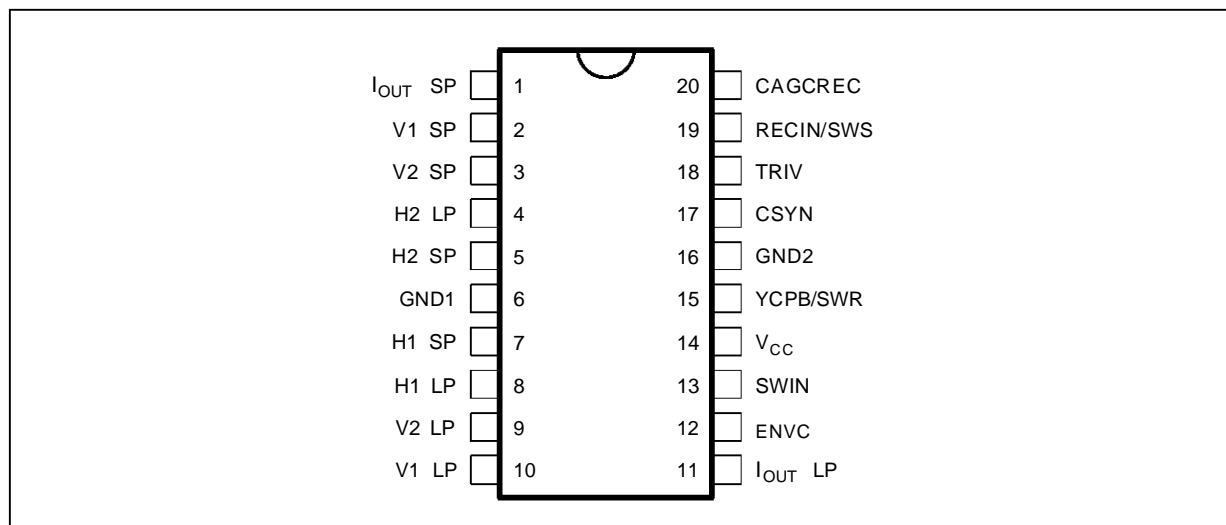 I_OUT SP 1 20 CAGCREC
V1 SP 2 19 RECIN/SWS
V2 SP 3 18 TRIV
H2 LP 4 17 CSYN
H2 SP 5 16 GND2
GND1 6 15 YCPB/SWR
H1 SP 7 14 V_CC
H1 LP 8 13 SWIN
V2 LP 9 12 ENVC
V1 LP 10 11 I_OUT LP